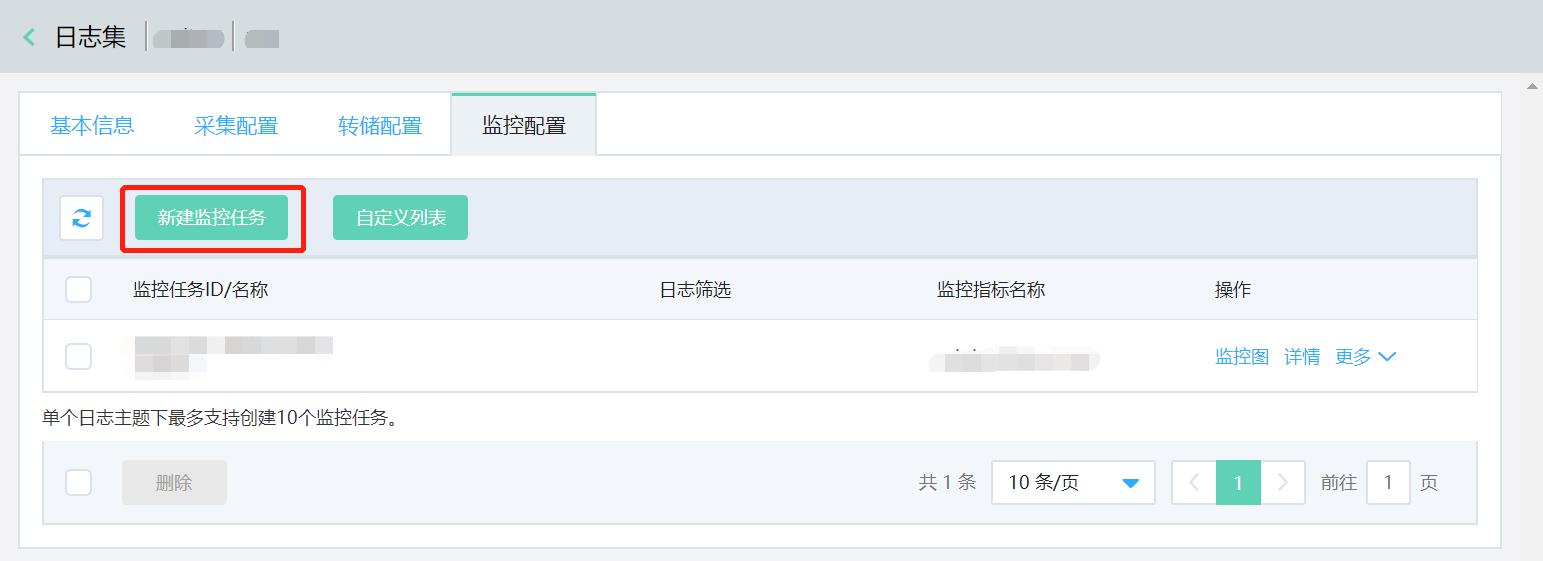 日志集
基本信息 采集配置 转储配置 监控配置
新建监控任务 自定义列表
监控任务ID/名称 日志筛选 监控指标名称 操作
监控图 详情 更多
单个日志主题下最多支持创建10个监控任务。
删除 共 1 条 10 条/页 1 前往 1 页